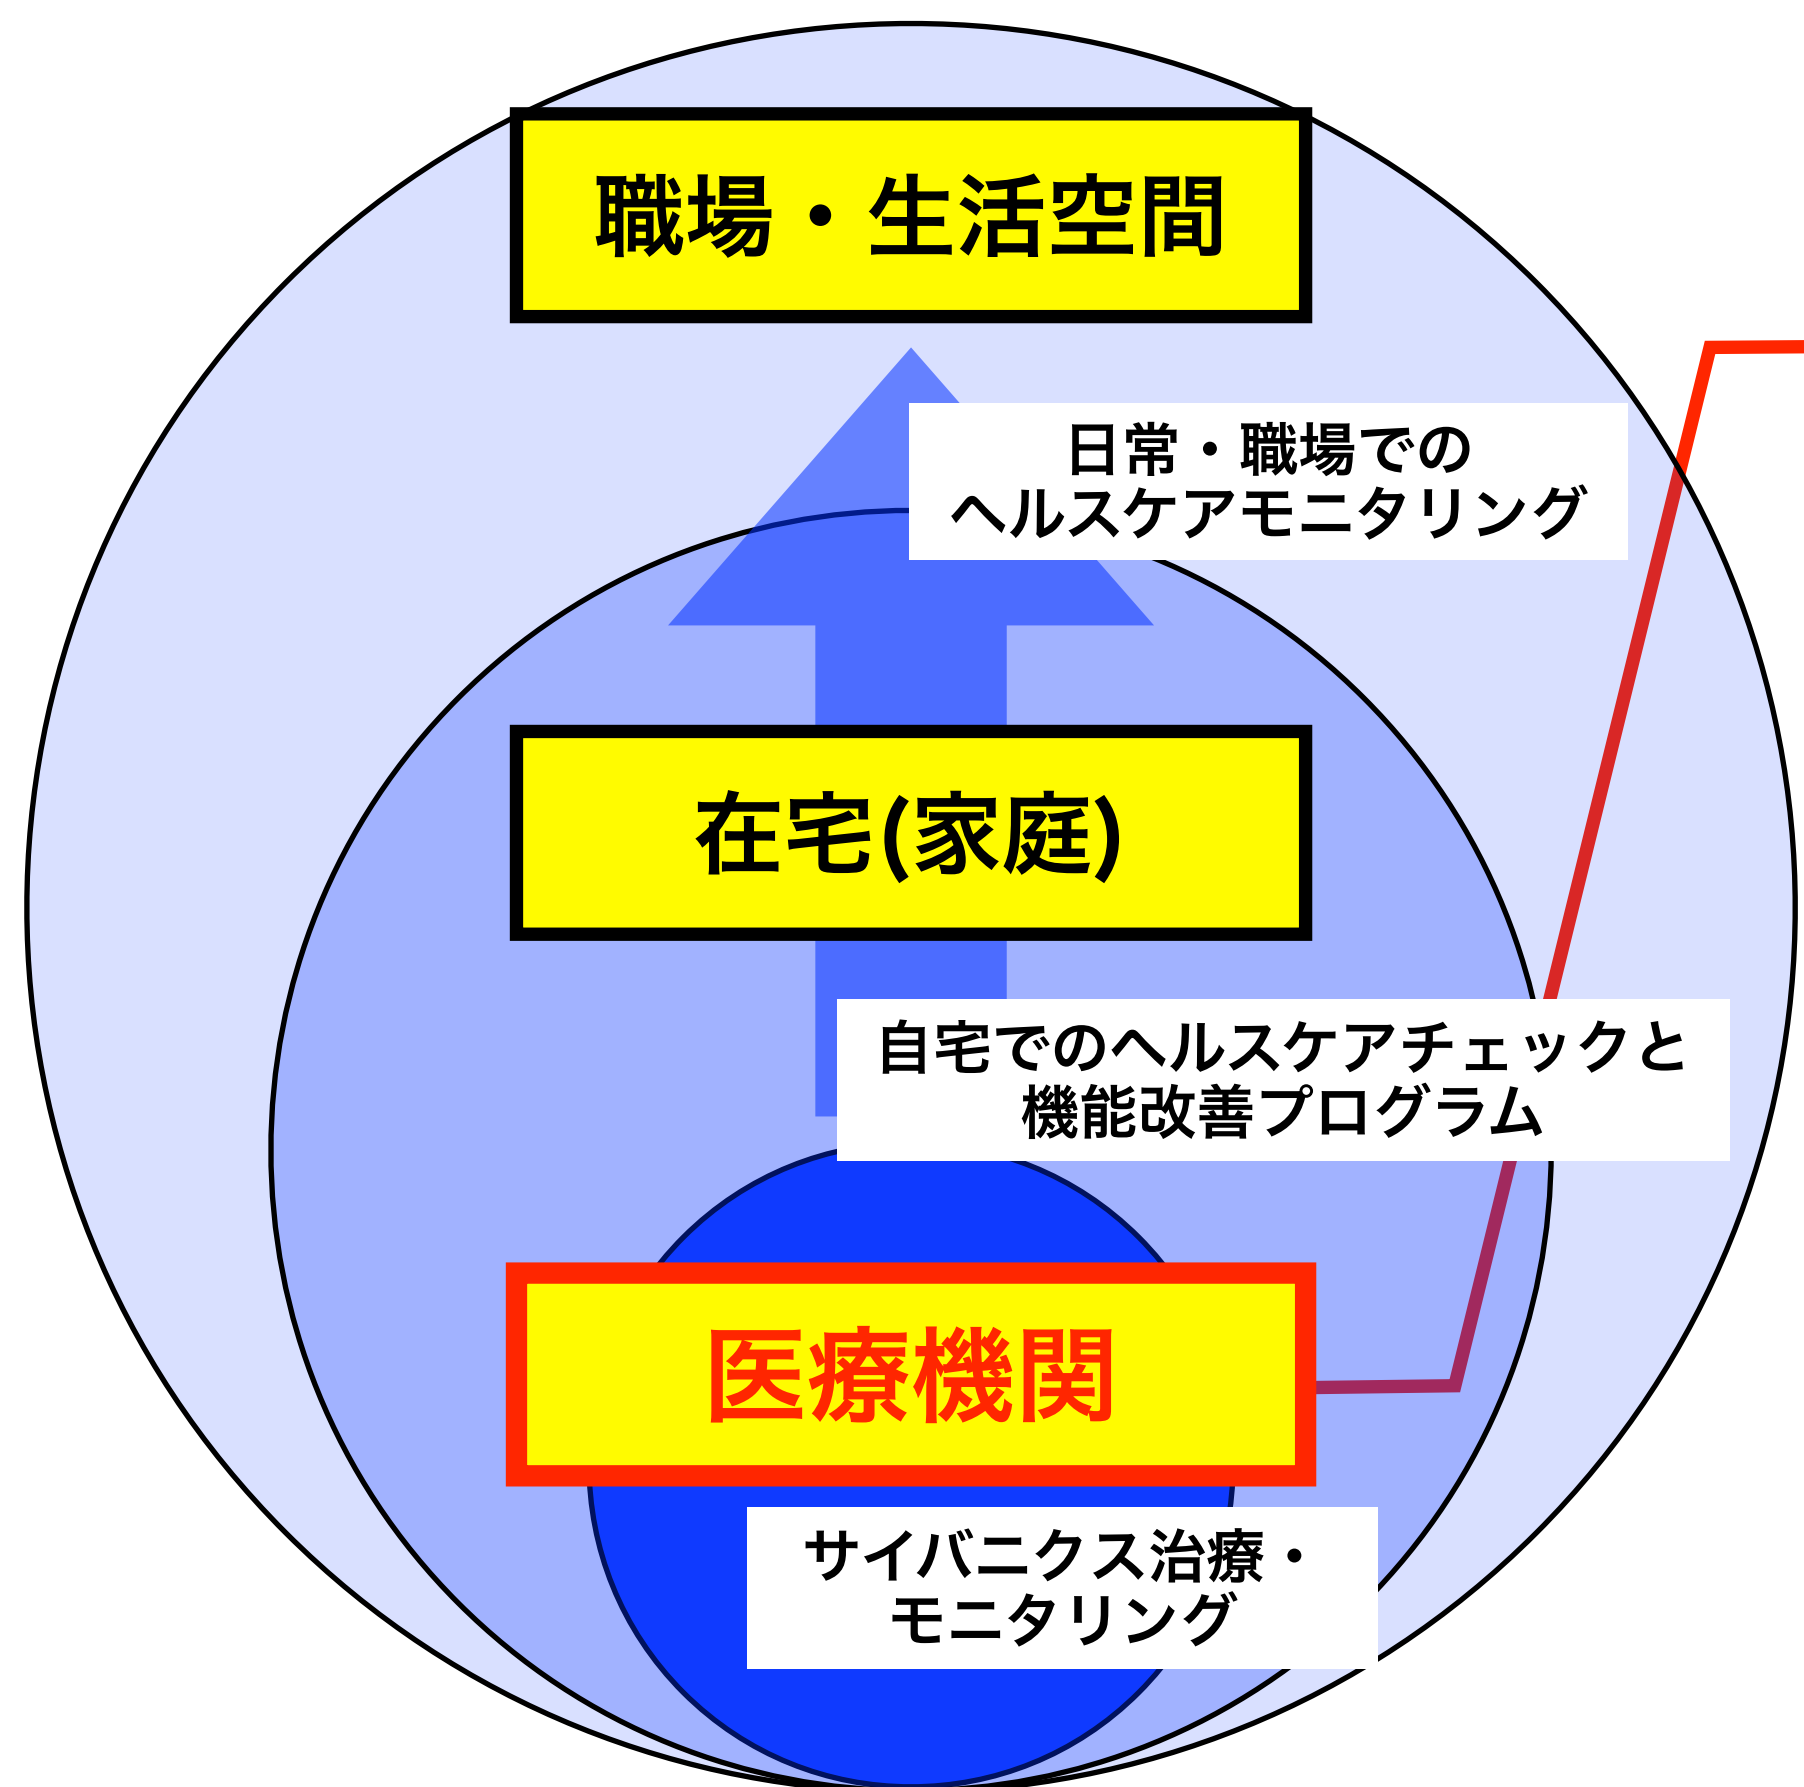 職場・生活空間
日常・職場での
ヘルスケアモニタリング
在宅(家庭)
自宅でのヘルスケアチェックと
機能改善プログラム
医療機関
サイバニクス治療・
モニタリング